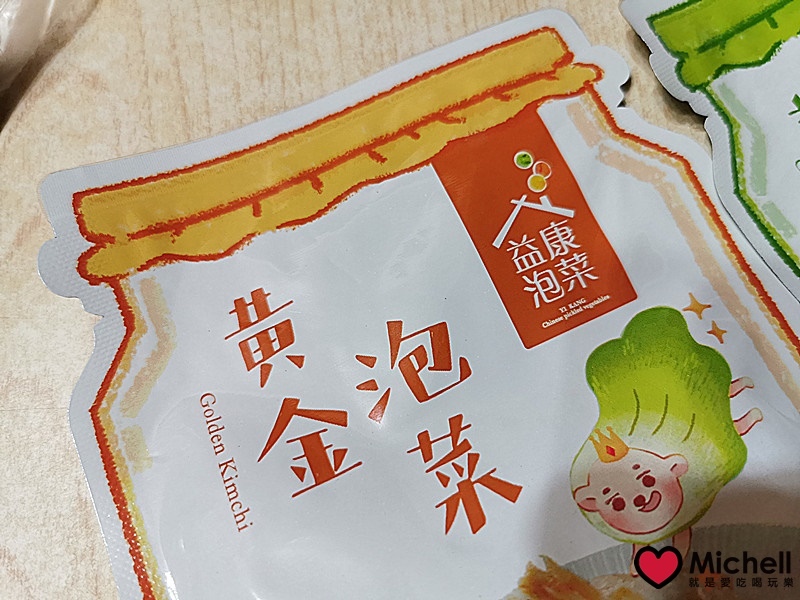 益康
泡菜
YI KANG
Chinese pickled vegetables
黃金
泡菜
Golden Kimchi
Michell
就是愛吃喝玩樂